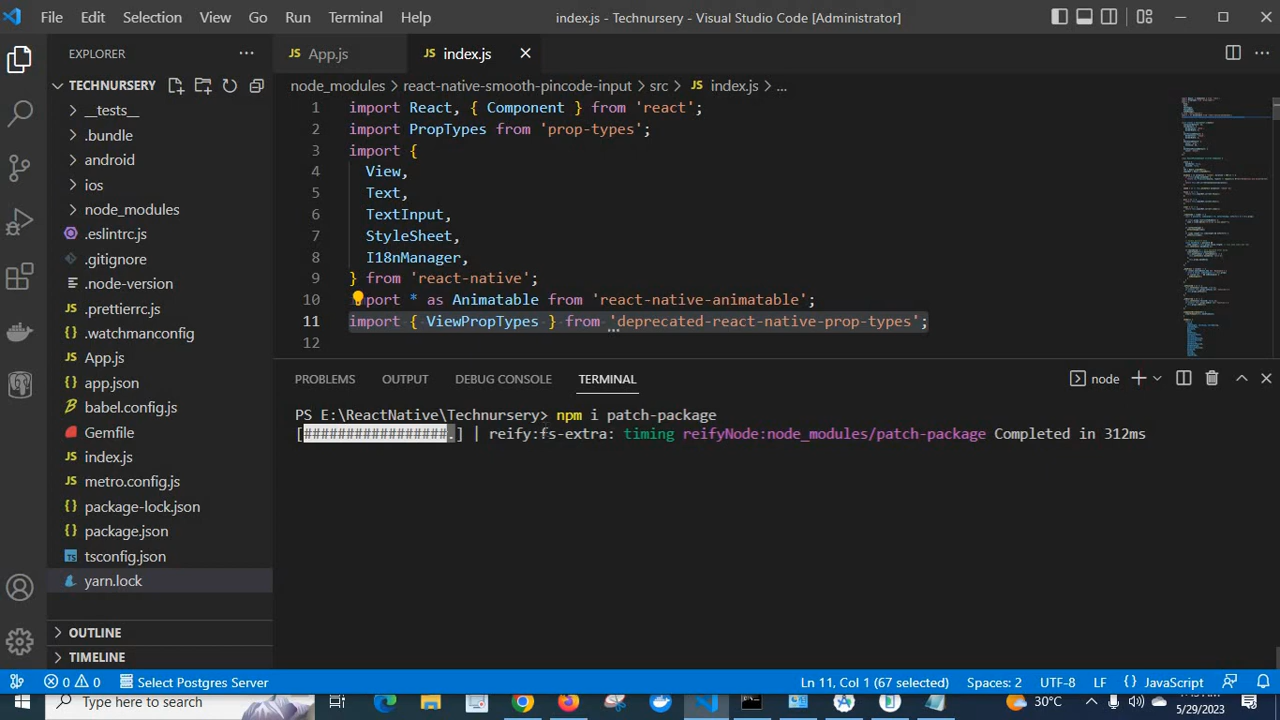 File Edit Selection View Go Run Terminal Help
index.js - Technursery - Visual Studio Code [Administrator]
EXPLORER
TECHNURSERY
__tests__
.bundle
android
ios
node_modules
.eslintrc.js
.gitignore
.node-version
.prettierrc.js
.watchmanconfig
App.js
app.json
babel.config.js
Gemfile
index.js
metro.config.js
package-lock.json
package.json
tsconfig.json
yarn.lock
OUTLINE
TIMELINE
JS App.js
JS index.js
node_modules > react-native-smooth-pincode-input > src > JS index.js > ...
1 import React, { Component } from 'react';
2 import PropTypes from 'prop-types';
3 import {
4 View,
5 Text,
6 TextInput,
7 StyleSheet,
8 I18nManager,
9 } from 'react-native';
10 port * as Animatable from 'react-native-animatable';
11 import { ViewPropTypes } from 'deprecated-react-native-prop-types';
12
PROBLEMS OUTPUT DEBUG CONSOLE TERMINAL
node
PS E:\ReactNative\Technursery> npm i patch-package
[#################.] | reify:fs-extra: timing reifyNode:node_modules/patch-package Completed in 312ms
0 0 Select Postgres Server
Ln 11, Col 1 (67 selected) Spaces: 2 UTF-8 LF JavaScript
Type here to search
30°C
5/29/2023